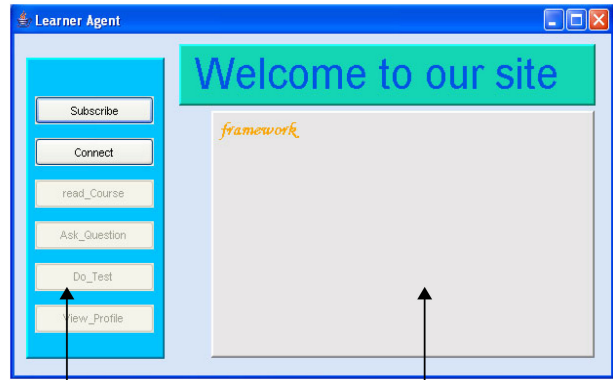 Learner Agent
Welcome to our site
Subscribe
Connect
read_Course
Ask_Question
Do_Test
View_Profile
framework